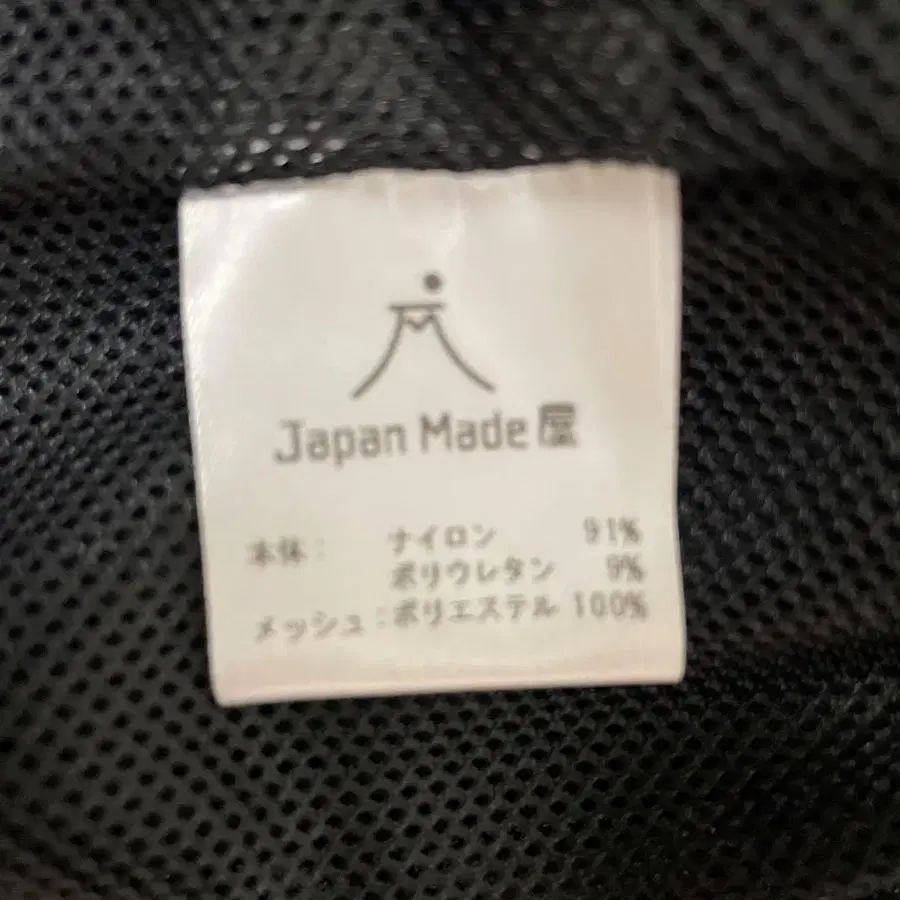 Japan Made 屋
本体： ナイロン 91%
ポリウレタン 9%
メッシュ：ポリエステル 100%